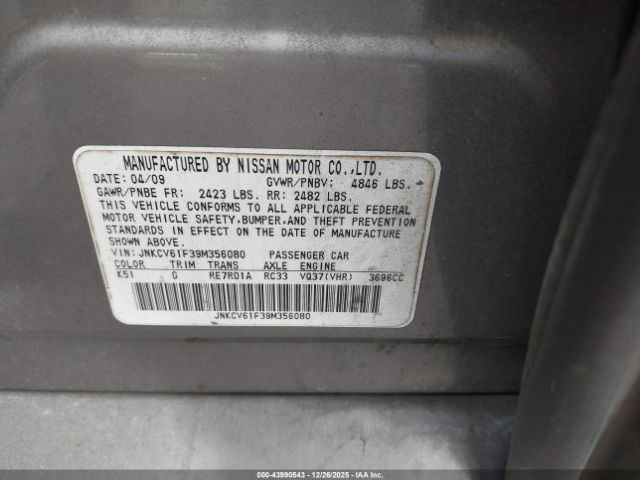 MANUFACTURED BY NISSAN MOTOR CO.,LTD.
DATE: 04/09 GVWR/PNBV: 4846 LBS.
GAWR/PNBE FR: 2423 LBS. RR: 2482 LBS.
THIS VEHICLE CONFORMS TO ALL APPLICABLE FEDERAL
MOTOR VEHICLE SAFETY,BUMPER,AND THEFT PREVENTION
STANDARDS IN EFFECT ON THE DATE OF MANUFACTURE
SHOWN ABOVE.
VIN: JNKCV61F39M356080 PASSENGER CAR
COLOR TRIM TRANS AXLE ENGINE
K51 G RE7R01A RC33 VQ37(VHR) 3696CC
JNKCV61F39M356080
000-43990543 | 12/26/2025 | IAA